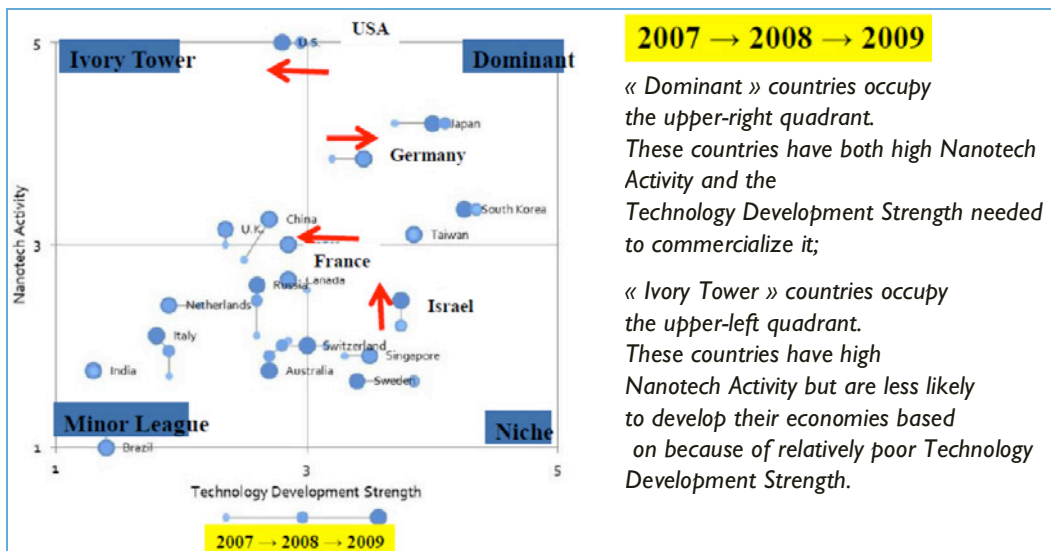 USA
5
U.S.
Ivory Tower
Dominant
Japan
Germany
South Korea
China
U.K.
Taiwan
3
France
Canada
Russia
Israel
Netherlands
Italy
Switzerland
Singapore
India
Australia
Sweden
Minor League
Niche
1
Brazil
1
3
5
Nanotech Activity
Technology Development Strength
2007 → 2008 → 2009
2007 → 2008 → 2009
« Dominant » countries occupy
the upper-right quadrant.
These countries have both high Nanotech
Activity and the
Technology Development Strength needed
to commercialize it;
« Ivory Tower » countries occupy
the upper-left quadrant.
These countries have high
Nanotech Activity but are less likely
to develop their economies based
on because of relatively poor Technology
Development Strength.